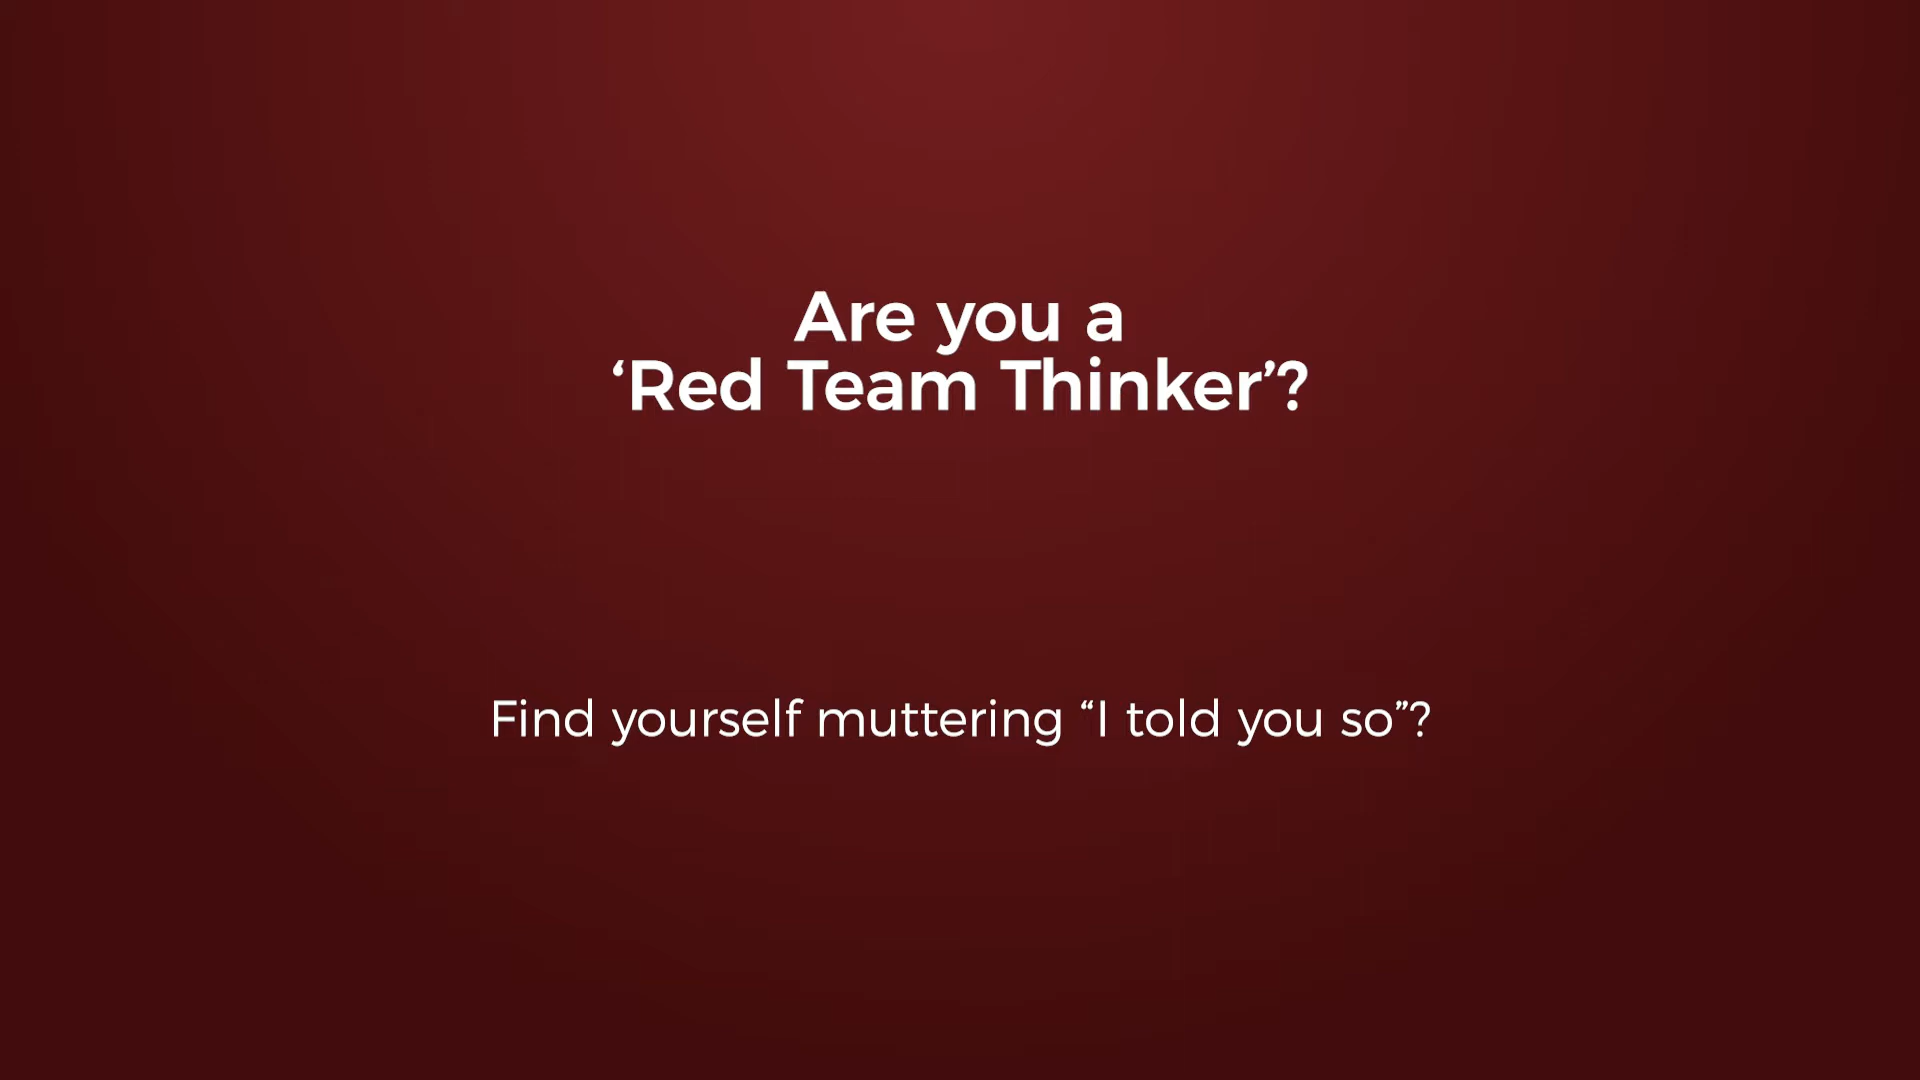 Are you a
‘Red Team Thinker’?
Find yourself muttering “I told you so”?